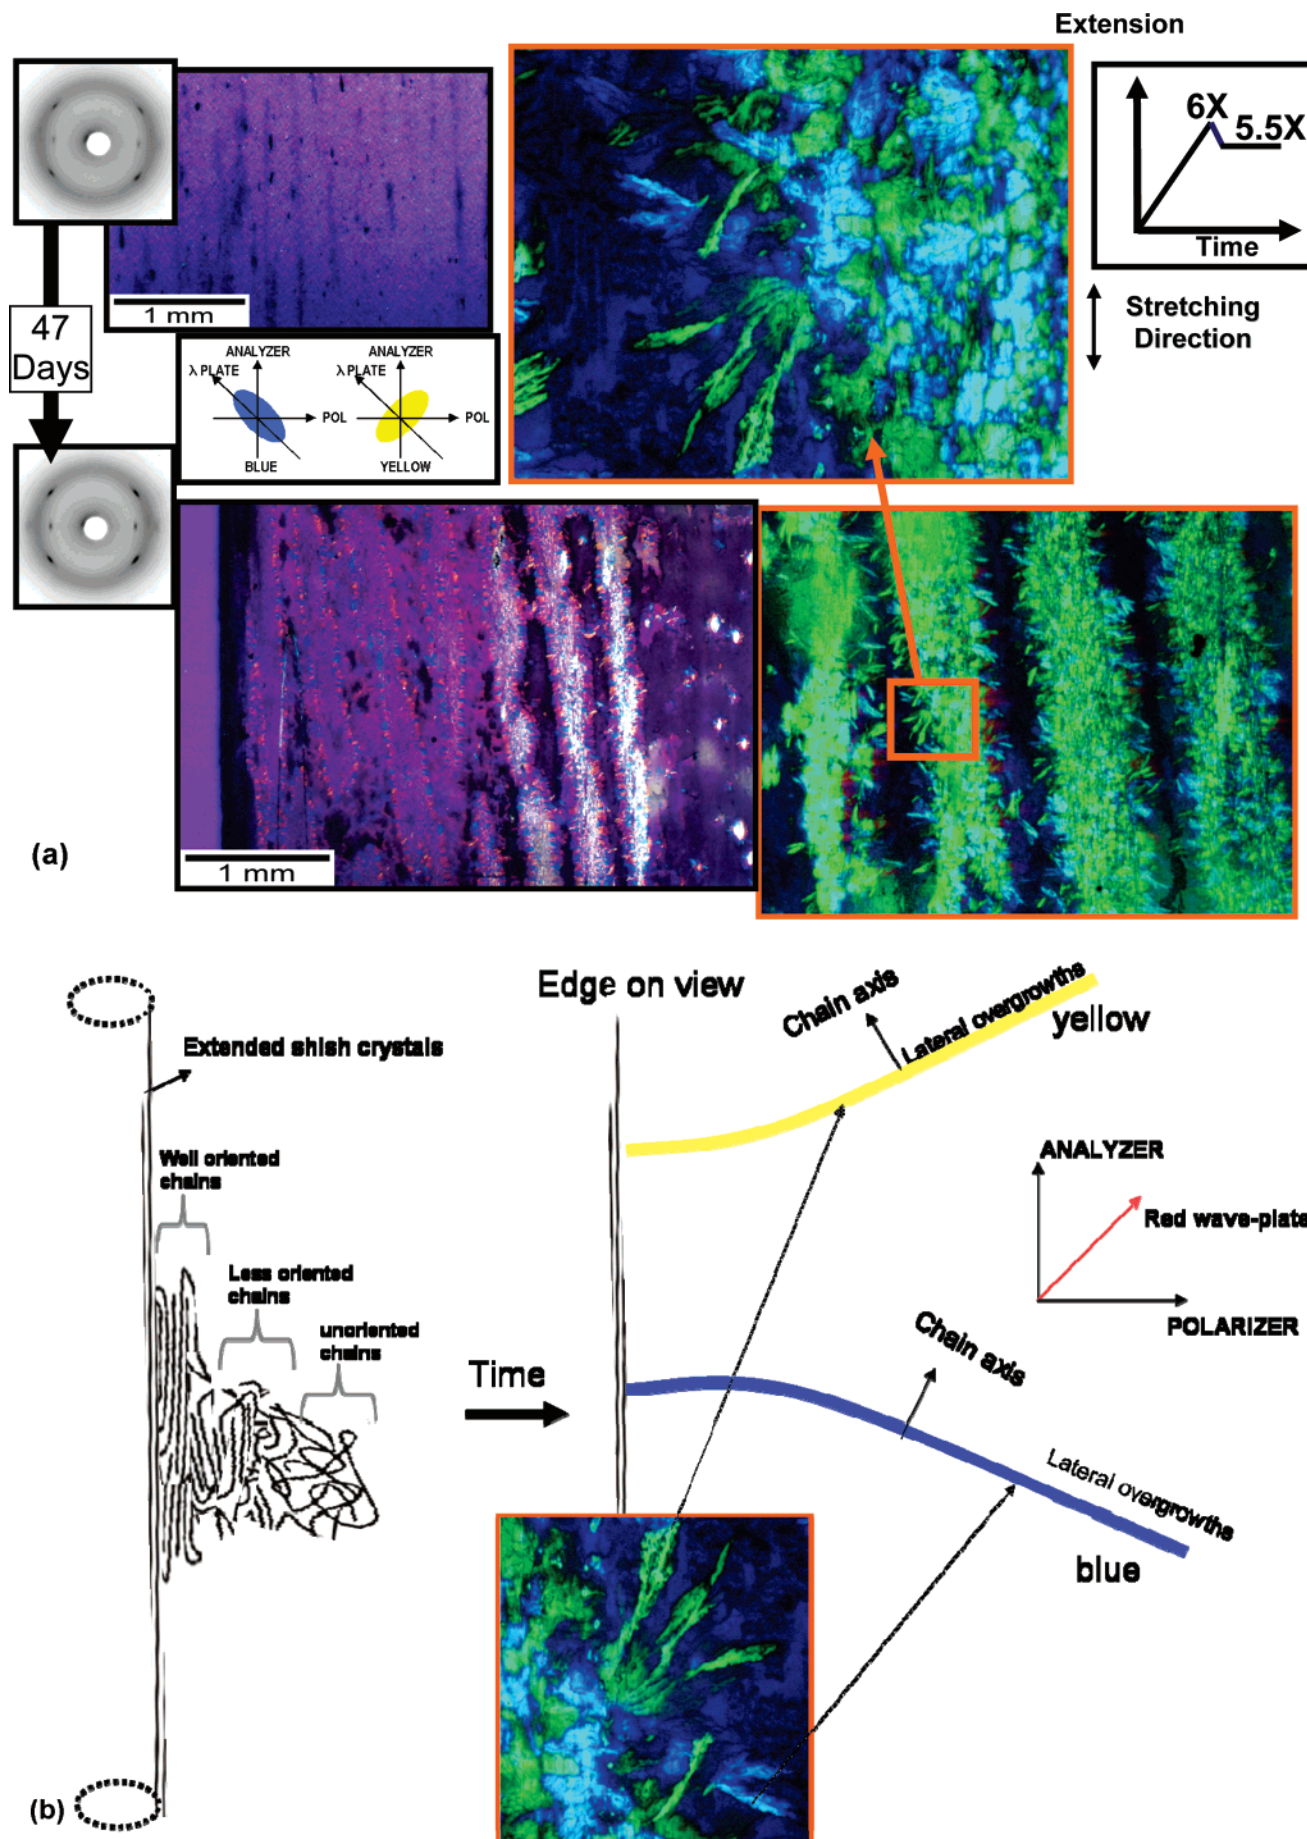 Extension
6X
5.5X
Time
Stretching
Direction
1 mm
47
Days
ANALYZER
λ PLATE
POL
BLUE
ANALYZER
λ PLATE
POL
YELLOW
1 mm
(a)
Edge on view
Extended shish crystals
Chain axis
Lateral overgrowths
yellow
Well oriented
chains
Less oriented
chains
unoriented
chains
ANALYZER
Red wave-plate
POLARIZER
Time
Chain axis
Lateral overgrowths
blue
(b)